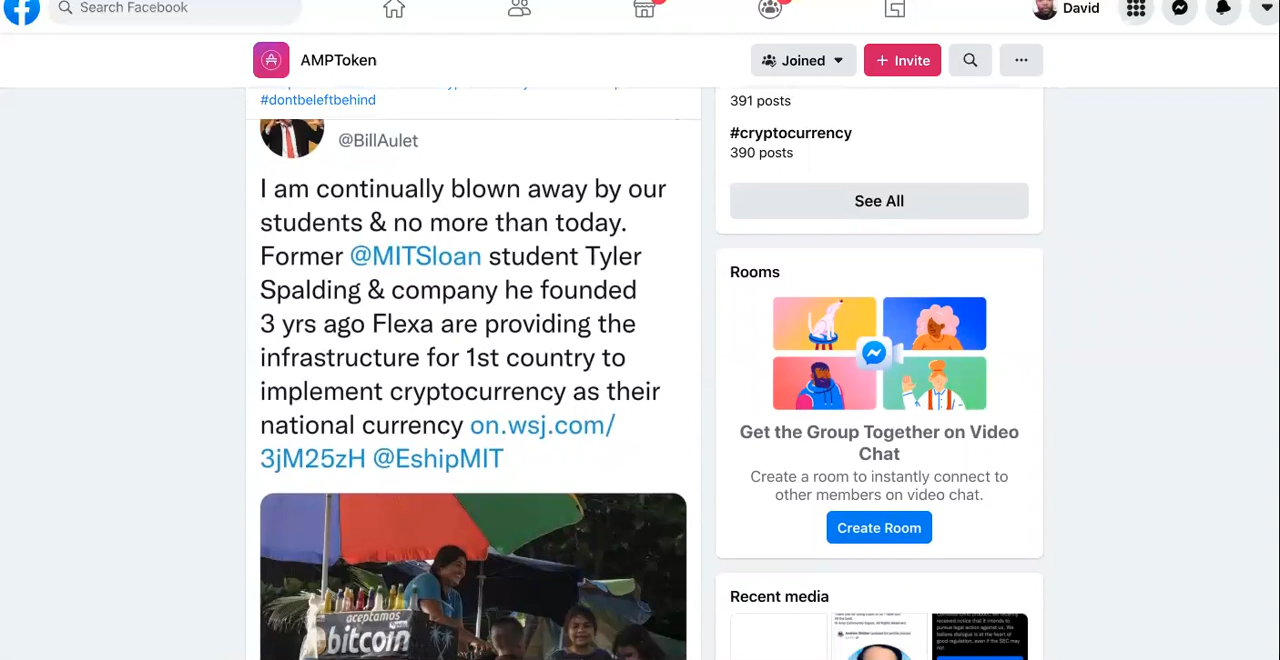 Search Facebook
David
AMPToken
Joined
+ Invite
#dontbeleftbehind
@BillAulet
I am continually blown away by our
students & no more than today.
Former @MITSloan student Tyler
Spalding & company he founded
3 yrs ago Flexa are providing the
infrastructure for 1st country to
implement cryptocurrency as their
national currency on.wsj.com/
3jM25zH @EshipMIT
aceptamos
bitcoin
391 posts
#cryptocurrency
390 posts
See All
Rooms
Get the Group Together on Video
Chat
Create a room to instantly connect to
other members on video chat.
Create Room
Recent media